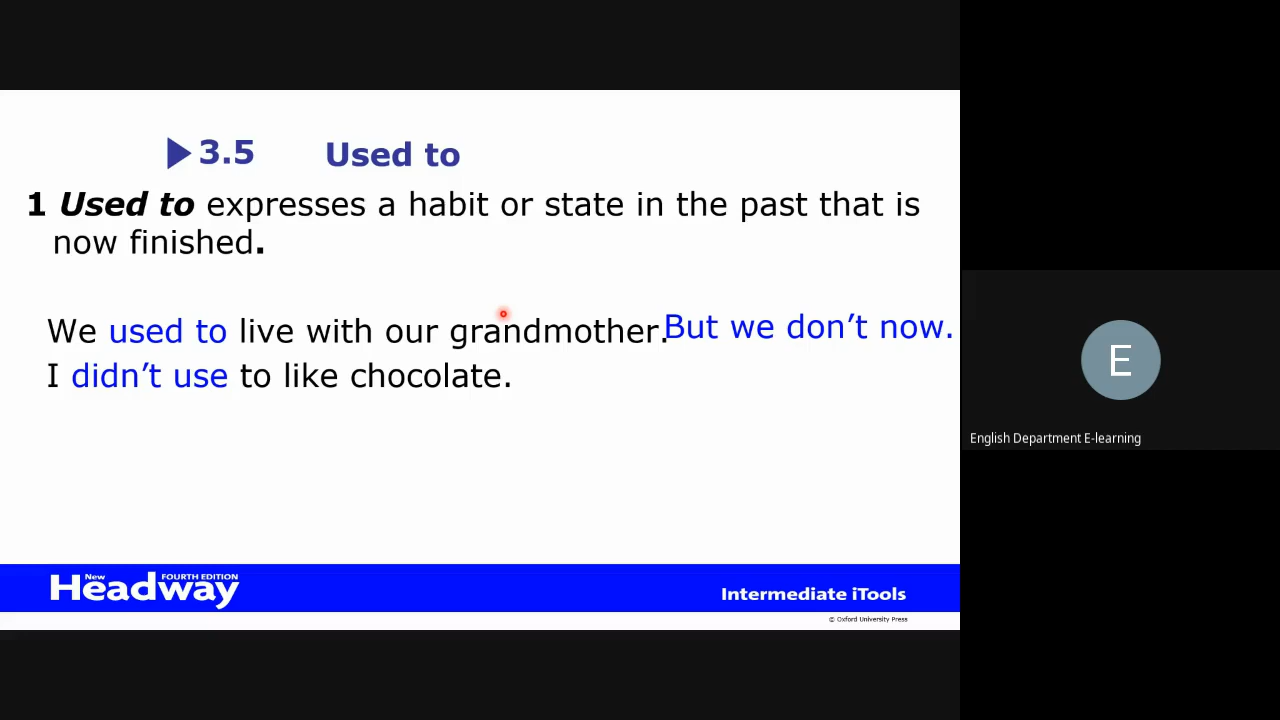 3.5 Used to
1 Used to expresses a habit or state in the past that is
now finished.
We used to live with our grandmother. But we don’t now.
I didn’t use to like chocolate.
E
English Department E-learning
New Headway FOURTH EDITION
Intermediate iTools
© Oxford University Press